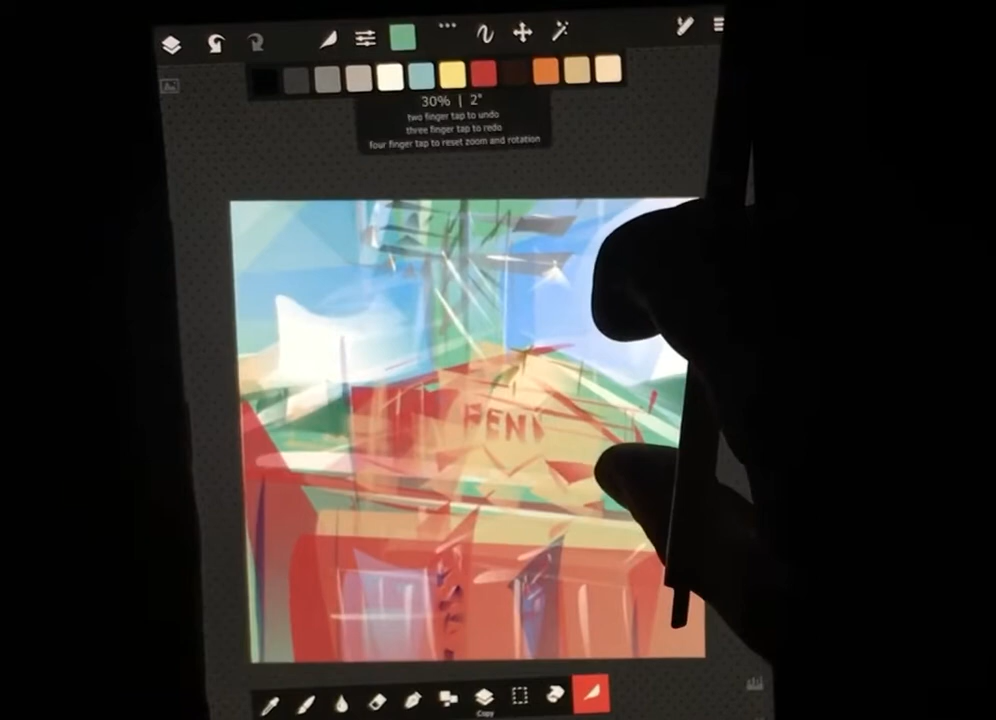 30% | 2°
two finger tap to undo
three finger tap to redo
four finger tap to reset zoom and rotation
Copy